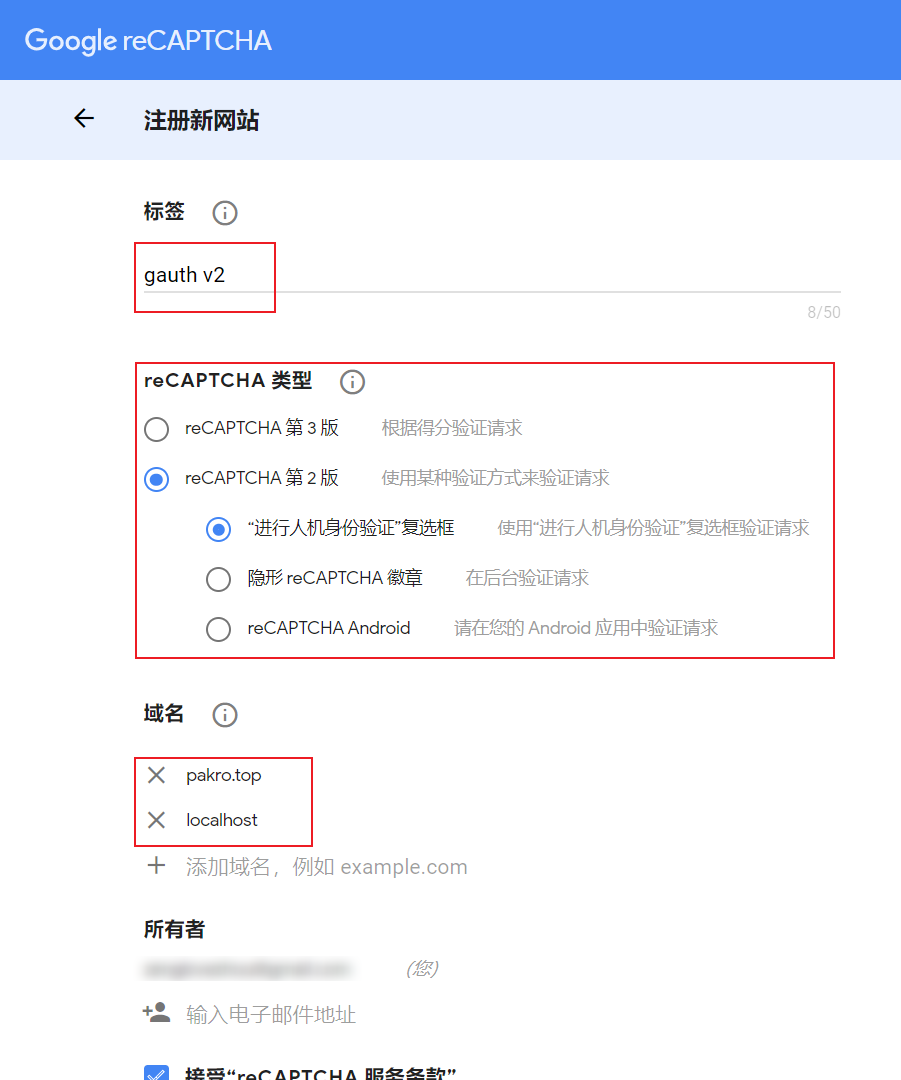 Google reCAPTCHA
注册新网站
标签
gauth v2
8/50
reCAPTCHA 类型
reCAPTCHA 第 3 版 根据得分验证请求
reCAPTCHA 第 2 版 使用某种验证方式来验证请求
“进行人机身份验证”复选框 使用“进行人机身份验证”复选框验证请求
隐形 reCAPTCHA 徽章 在后台验证请求
reCAPTCHA Android 请在您的 Android 应用中验证请求
域名
pakro.top
localhost
添加域名，例如 example.com
所有者
(您)
输入电子邮件地址
接受“reCAPTCHA 服务条款”